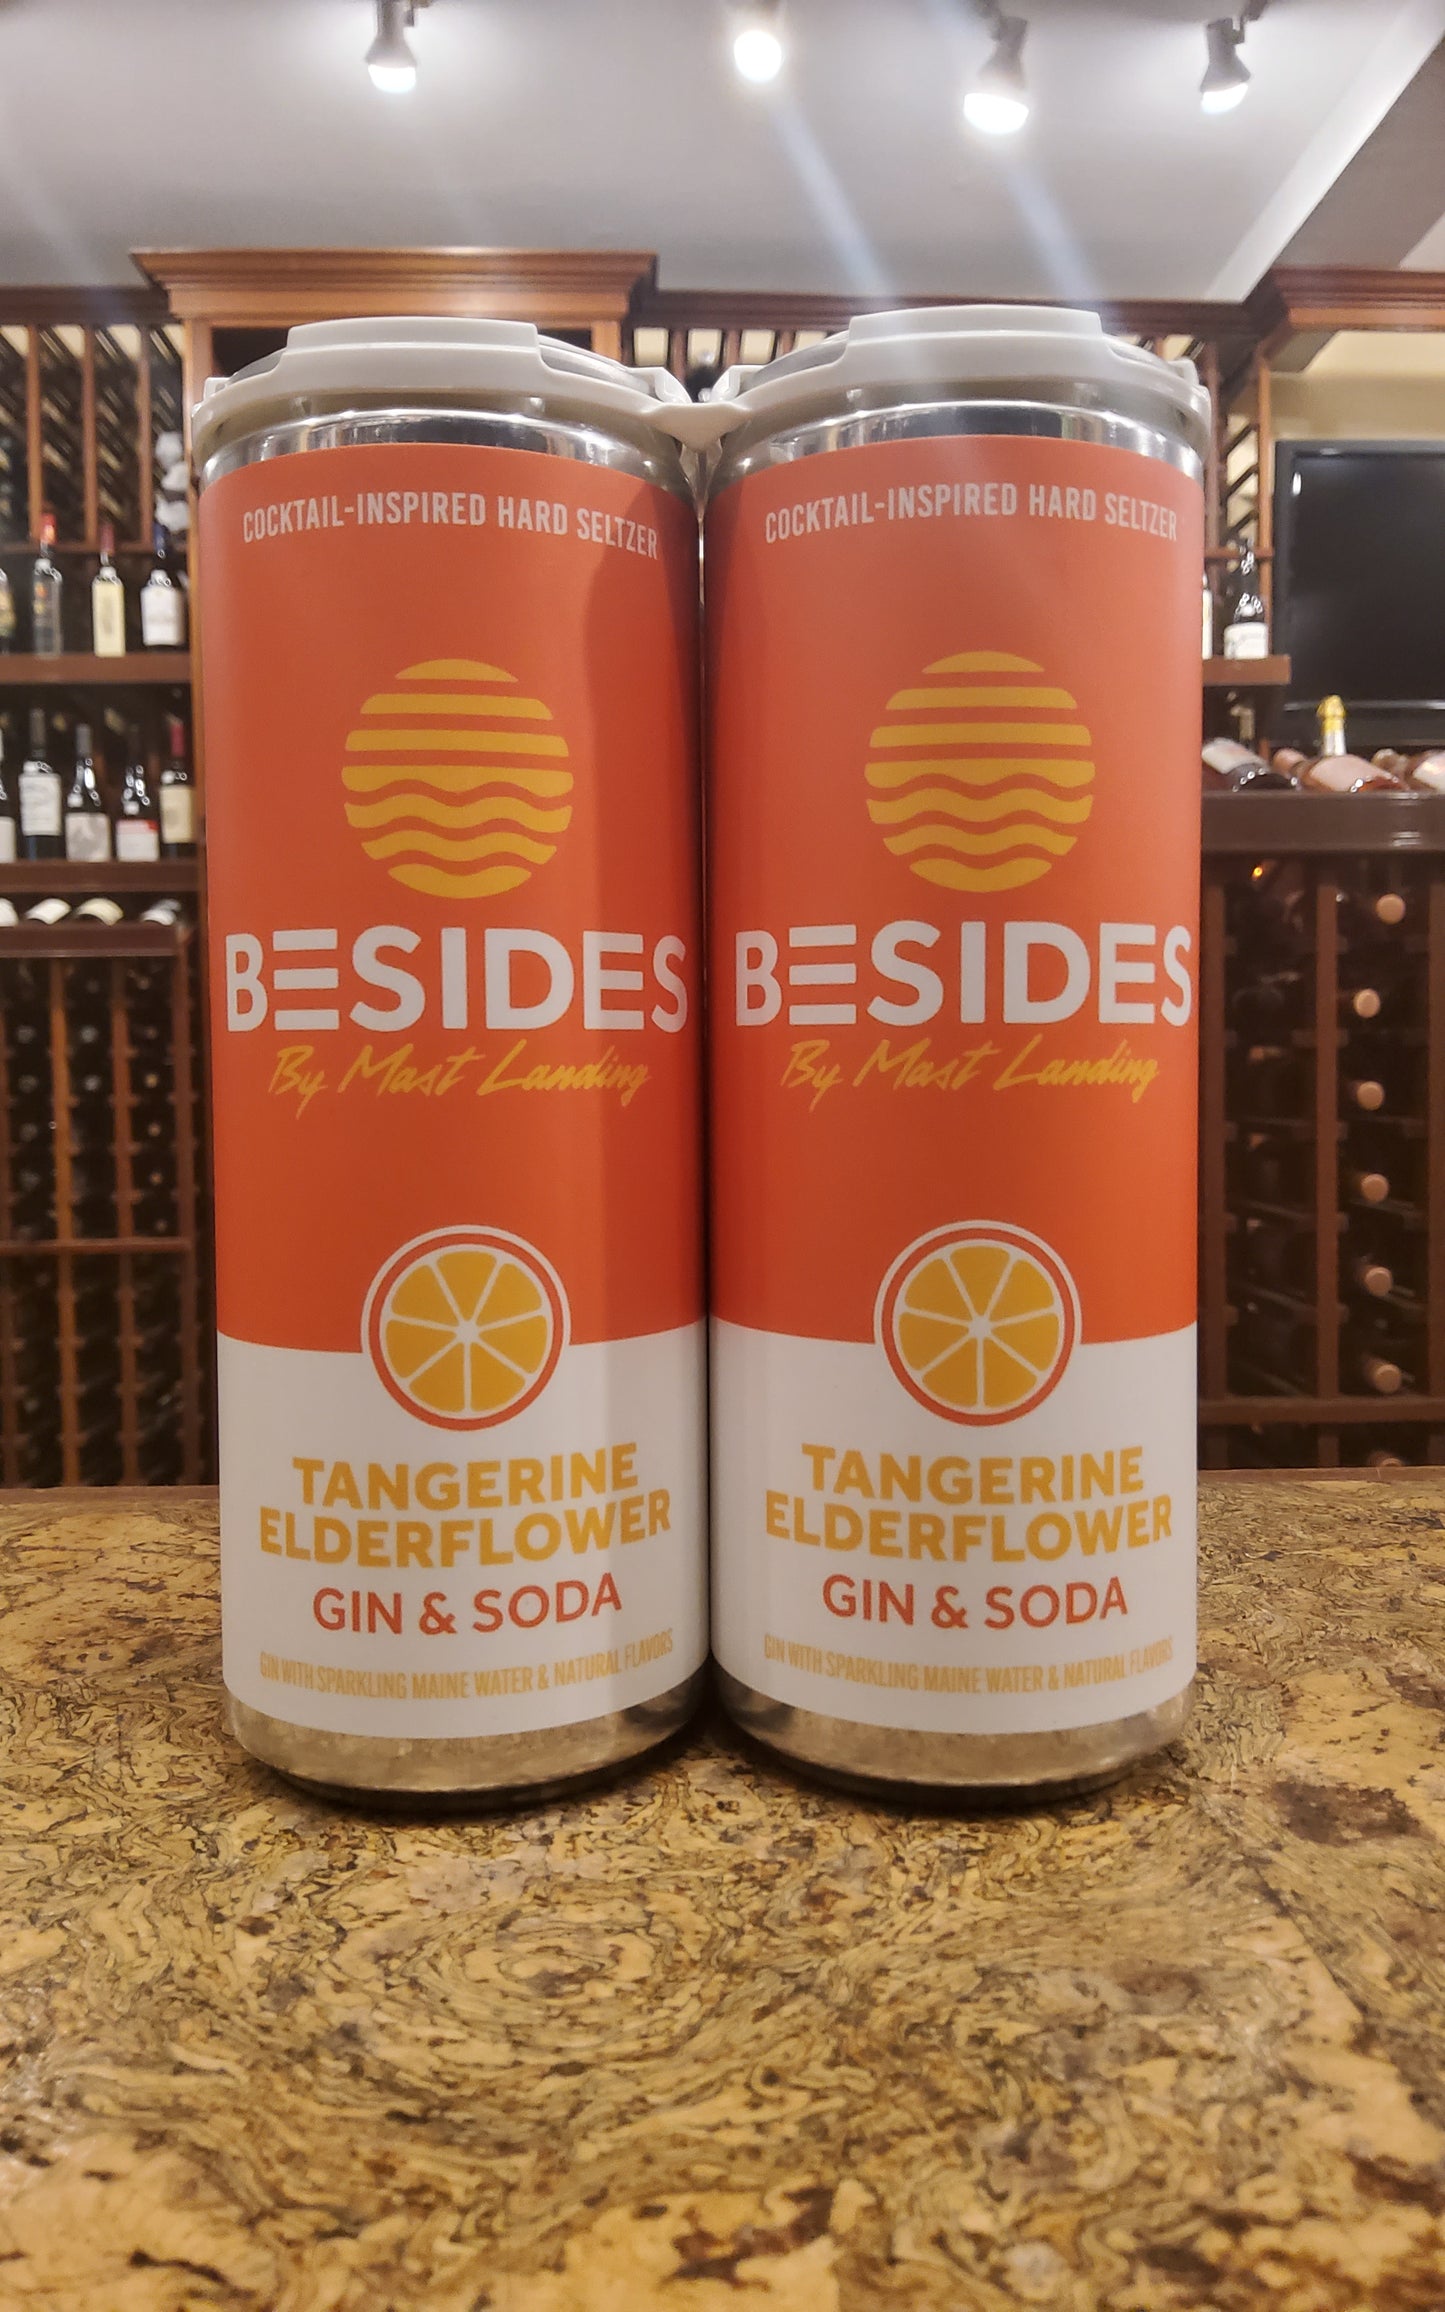 COCKTAIL-INSPIRED HARD SELTZER
BESIDES
By Mast Landing
TANGERINE
ELDERFLOWER
GIN & SODA
GIN WITH SPARKLING MAINE WATER & NATURAL FLAVORS
COCKTAIL-INSPIRED HARD SELTZER
BESIDES
By Mast Landing
TANGERINE
ELDERFLOWER
GIN & SODA
GIN WITH SPARKLING MAINE WATER & NATURAL FLAVORS